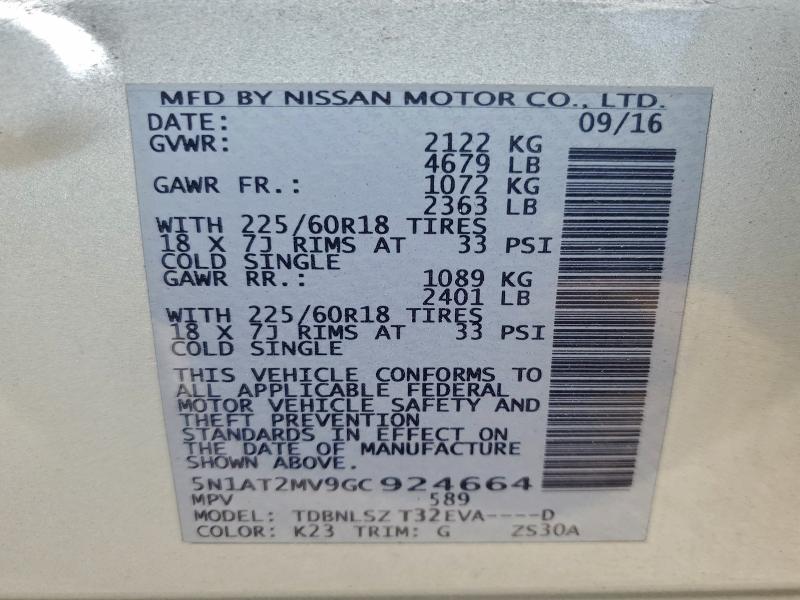 MFD BY NISSAN MOTOR CO., LTD.
DATE: 09/16
GVWR: 2122 KG
4679 LB
GAWR FR.: 1072 KG
2363 LB
WITH 225/60R18 TIRES
18 X 7J RIMS AT 33 PSI
COLD SINGLE
GAWR RR.: 1089 KG
2401 LB
WITH 225/60R18 TIRES
18 X 7J RIMS AT 33 PSI
COLD SINGLE
THIS VEHICLE CONFORMS TO
ALL APPLICABLE FEDERAL
MOTOR VEHICLE SAFETY AND
THEFT PREVENTION
STANDARDS IN EFFECT ON
THE DATE OF MANUFACTURE
SHOWN ABOVE.
5N1AT2MV9GC924664
MPV 589
MODEL: TDBNLSZ T32EVA----D
COLOR: K23 TRIM: G ZS30A